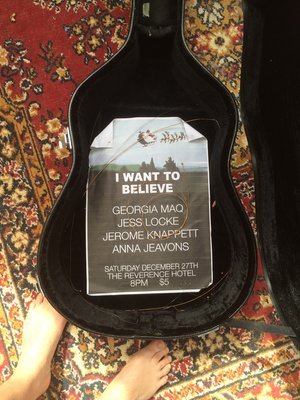 I WANT TO
BELIEVE
GEORGIA MAQ
JESS LOCKE
JEROME KNAPPETT
ANNA JEAVONS
SATURDAY DECEMBER 27TH
THE REVERENCE HOTEL
8PM $5